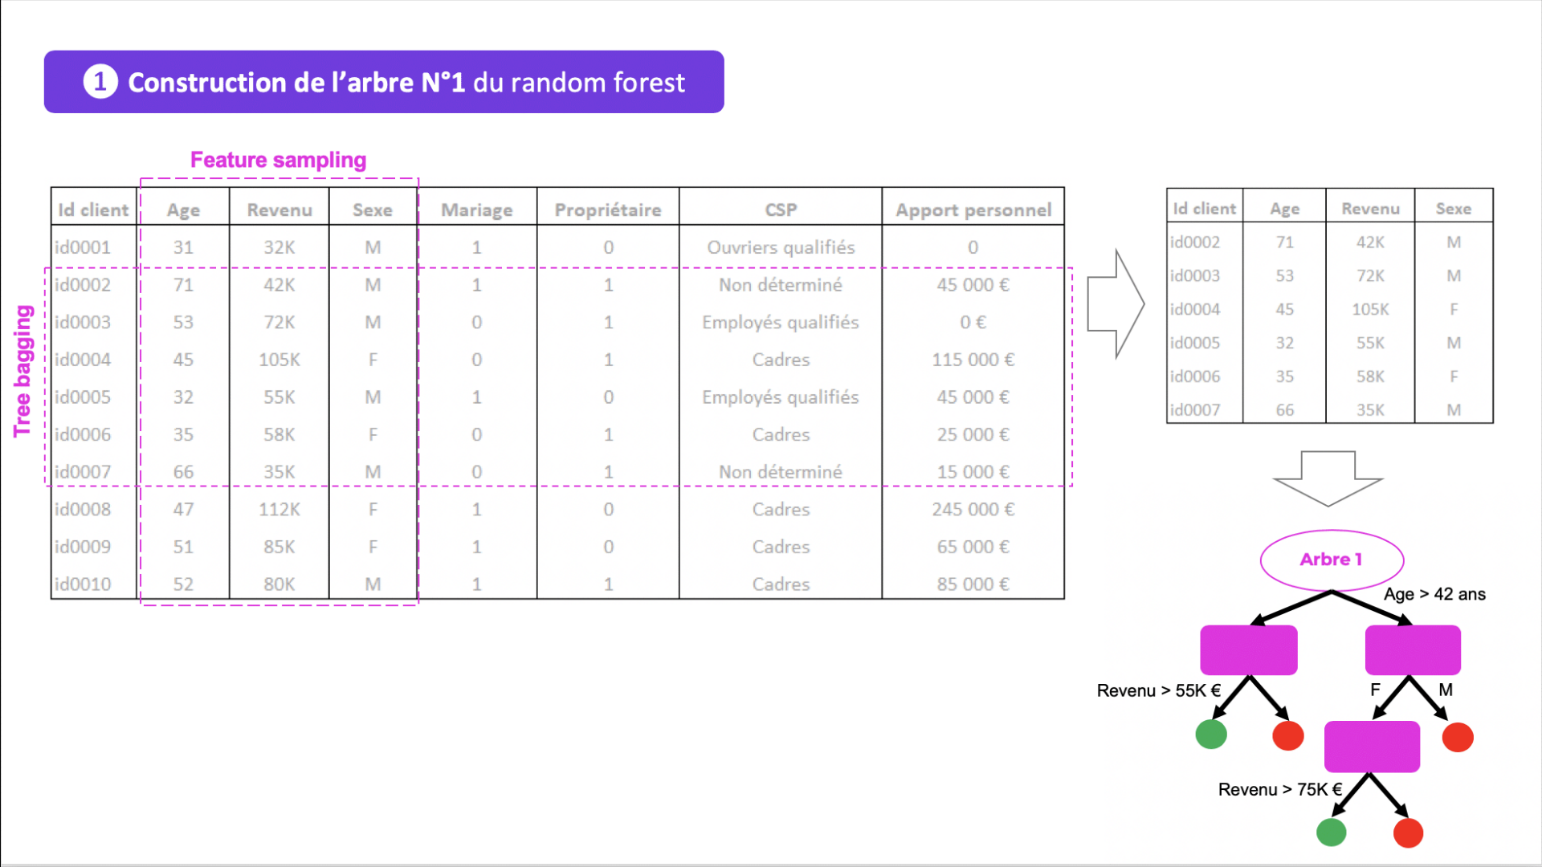 1 Construction de l’arbre N°1 du random forest
Feature sampling
Tree bagging
Id client Age Revenu Sexe Mariage Propriétaire CSP Apport personnel
id0001 31 32K M 1 0 Ouvriers qualifiés 0
id0002 71 42K M 1 1 Non déterminé 45 000 €
id0003 53 72K M 0 1 Employés qualifiés 0 €
id0004 45 105K F 0 1 Cadres 115 000 €
id0005 32 55K M 1 0 Employés qualifiés 45 000 €
id0006 35 58K F 0 1 Cadres 25 000 €
id0007 66 35K M 0 1 Non déterminé 15 000 €
id0008 47 112K F 1 0 Cadres 245 000 €
id0009 51 85K F 1 0 Cadres 65 000 €
id0010 52 80K M 1 1 Cadres 85 000 €
Id client Age Revenu Sexe
id0002 71 42K M
id0003 53 72K M
id0004 45 105K F
id0005 32 55K M
id0006 35 58K F
id0007 66 35K M
Arbre 1
Age > 42 ans
Revenu > 55K €
F M
Revenu > 75K €